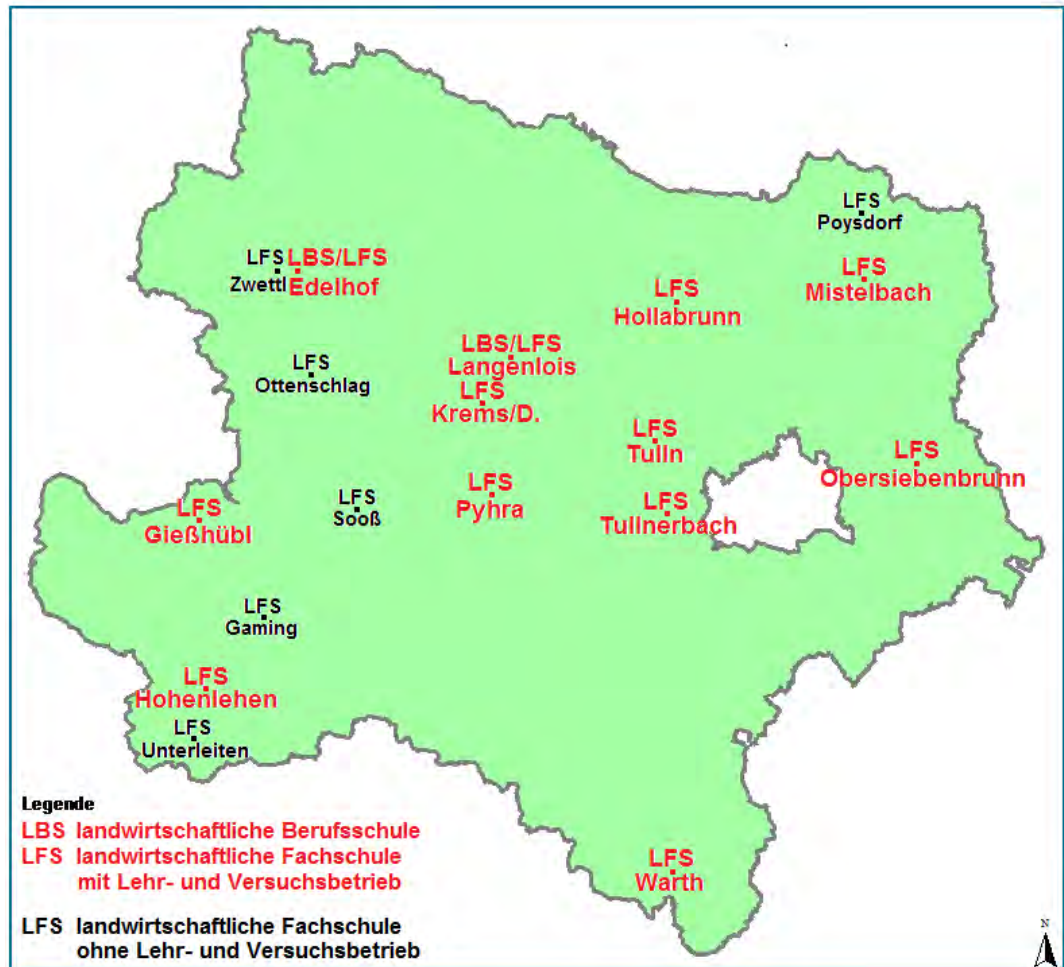 LFS
Poysdorf
LFS
Zwettl
LBS/LFS
Edelhof
LFS
Mistelbach
LFS
Hollabrunn
LBS/LFS
Langenlois
LFS
Ottenschlag
LFS
Krems/D.
LFS
Tulln
LFS
Obersiebenbrunn
LFS
Pyhra
LFS
Sooß
LFS
Tullnerbach
LFS
Gießhübl
LFS
Gaming
LFS
Hohenlehen
LFS
Unterleiten
LFS
Warth
Legende
LBS landwirtschaftliche Berufsschule
LFS landwirtschaftliche Fachschule
mit Lehr- und Versuchsbetrieb
LFS landwirtschaftliche Fachschule
ohne Lehr- und Versuchsbetrieb
N